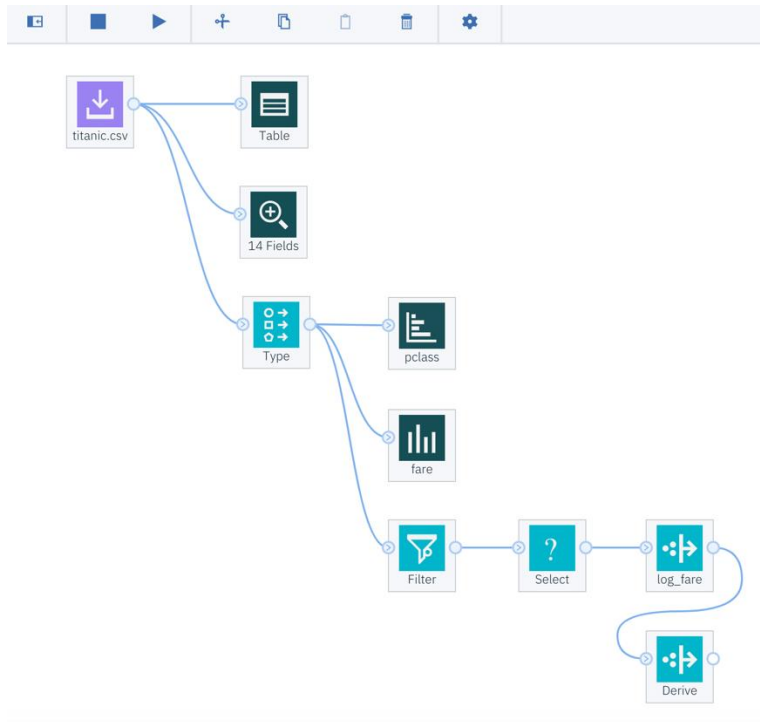 titanic.csv
Table
14 Fields
Type
pclass
fare
Filter
?
Select
log_fare
Derive